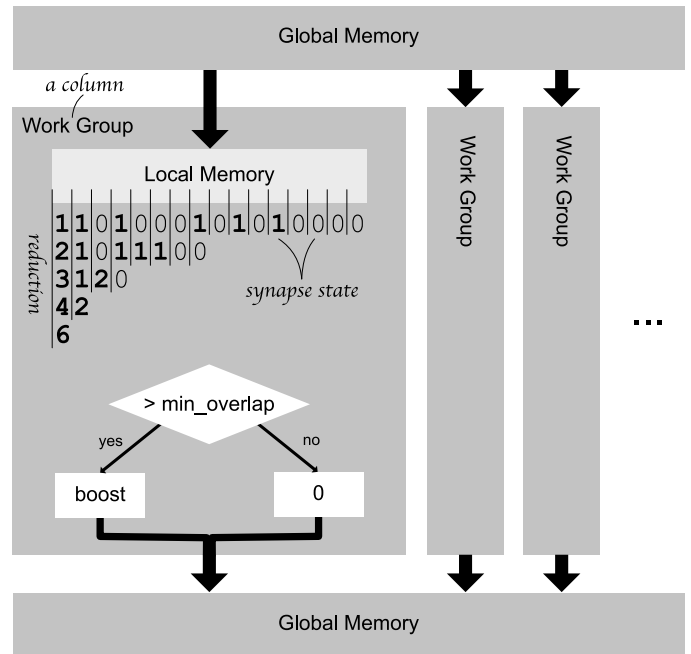 Global Memory
a column
Work Group
Local Memory
1 1 0 1 0 0 0 1 0 1 0 1 0 0 0 0
2 1 0 1 1 1 0 0
3 1 2 0
4 2
6
reduction
synapse state
> min_overlap
yes
no
boost
0
Work Group
Work Group
...
Global Memory